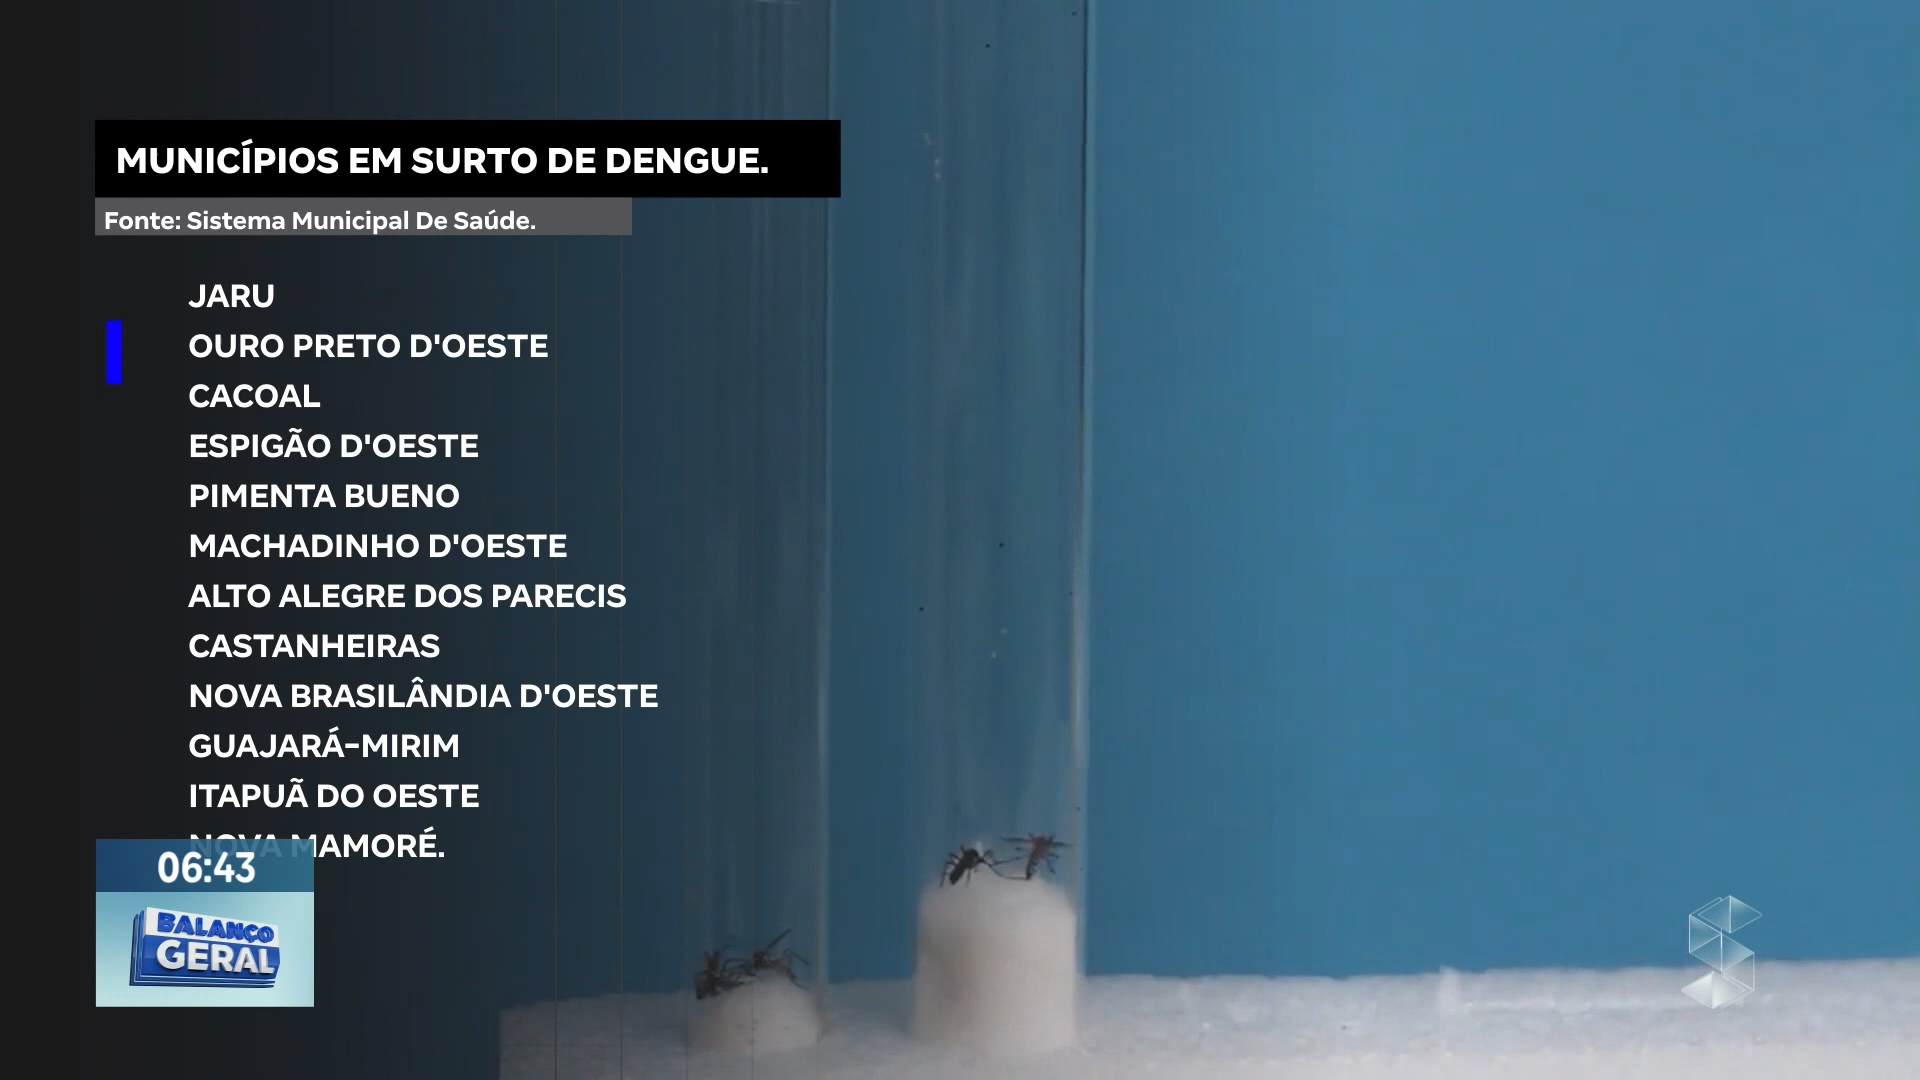 MUNICÍPIOS EM SURTO DE DENGUE.
Fonte: Sistema Municipal De Saúde.
JARU
OURO PRETO D'OESTE
CACOAL
ESPIGÃO D'OESTE
PIMENTA BUENO
MACHADINHO D'OESTE
ALTO ALEGRE DOS PARECIS
CASTANHEIRAS
NOVA BRASILÂNDIA D'OESTE
GUAJARÁ-MIRIM
ITAPUÃ DO OESTE
NOVA MAMORÉ.
06:43
BALANÇO
GERAL